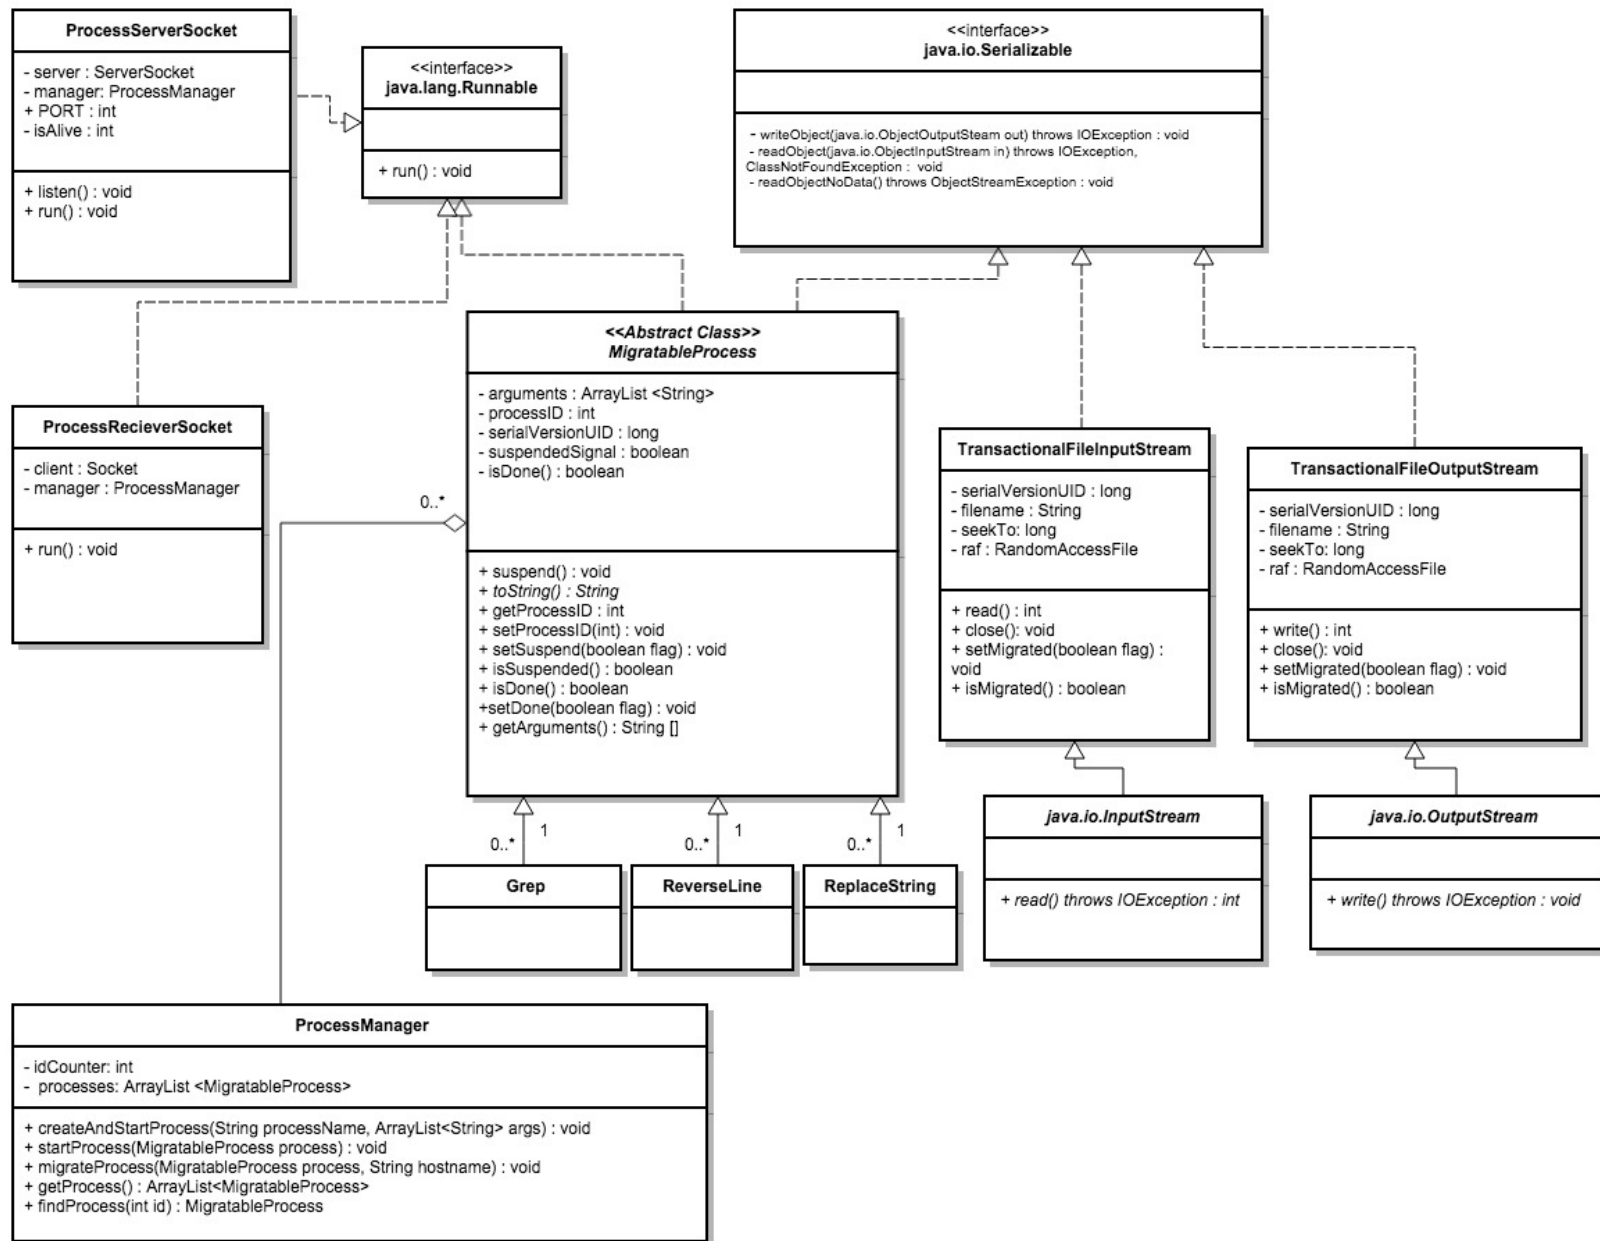 ProcessServerSocket
- server : ServerSocket
- manager: ProcessManager
+ PORT : int
- isAlive : int
+ listen() : void
+ run() : void
<<interface>>
java.lang.Runnable
+ run() : void
<<interface>>
java.io.Serializable
- writeObject(java.io.ObjectOutputSteam out) throws IOException : void
- readObject(java.io.ObjectInputStream in) throws IOException,
ClassNotFoundException : void
- readObjectNoData() throws ObjectStreamException : void
<<Abstract Class>>
MigratableProcess
- arguments : ArrayList <String>
- processID : int
- serialVersionUID : long
- suspendedSignal : boolean
- isDone() : boolean
+ suspend() : void
+ toString() : String
+ getProcessID : int
+ setProcessID(int) : void
+ setSuspend(boolean flag) : void
+ isSuspended() : boolean
+ isDone() : boolean
+setDone(boolean flag) : void
+ getArguments() : String []
ProcessRecieverSocket
- client : Socket
- manager : ProcessManager
+ run() : void
0..*
TransactionalFileInputStream
- serialVersionUID : long
- filename : String
- seekTo: long
- raf : RandomAccessFile
+ read() : int
+ close(): void
+ setMigrated(boolean flag) :
void
+ isMigrated() : boolean
TransactionalFileOutputStream
- serialVersionUID : long
- filename : String
- seekTo: long
- raf : RandomAccessFile
+ write() : int
+ close(): void
+ setMigrated(boolean flag) : void
+ isMigrated() : boolean
0..*
1
0..*
1
0..*
1
Grep
ReverseLine
ReplaceString
java.io.InputStream
+ read() throws IOException : int
java.io.OutputStream
+ write() throws IOException : void
ProcessManager
- idCounter: int
- processes: ArrayList <MigratableProcess>
+ createAndStartProcess(String processName, ArrayList<String> args) : void
+ startProcess(MigratableProcess process) : void
+ migrateProcess(MigratableProcess process, String hostname) : void
+ getProcess() : ArrayList<MigratableProcess>
+ findProcess(int id) : MigratableProcess